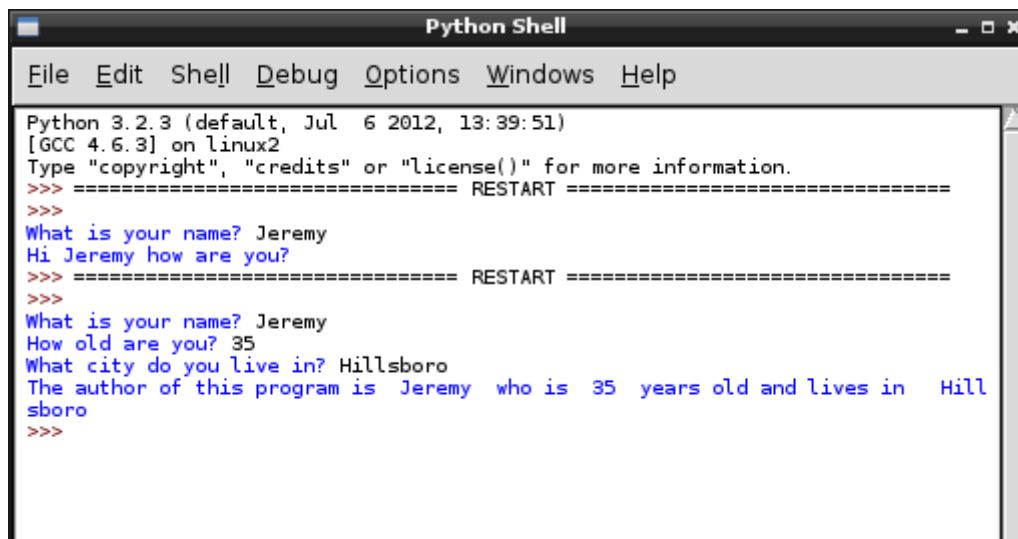 Python Shell
File Edit Shell Debug Options Windows Help
Python 3.2.3 (default, Jul  6 2012, 13:39:51)
[GCC 4.6.3] on linux2
Type "copyright", "credits" or "license()" for more information.
>>> ================================ RESTART ================================
>>>
What is your name? Jeremy
Hi Jeremy how are you?
>>> ================================ RESTART ================================
>>>
What is your name? Jeremy
How old are you? 35
What city do you live in? Hillsboro
The author of this program is  Jeremy  who is  35  years old and lives in   Hill
sboro
>>>